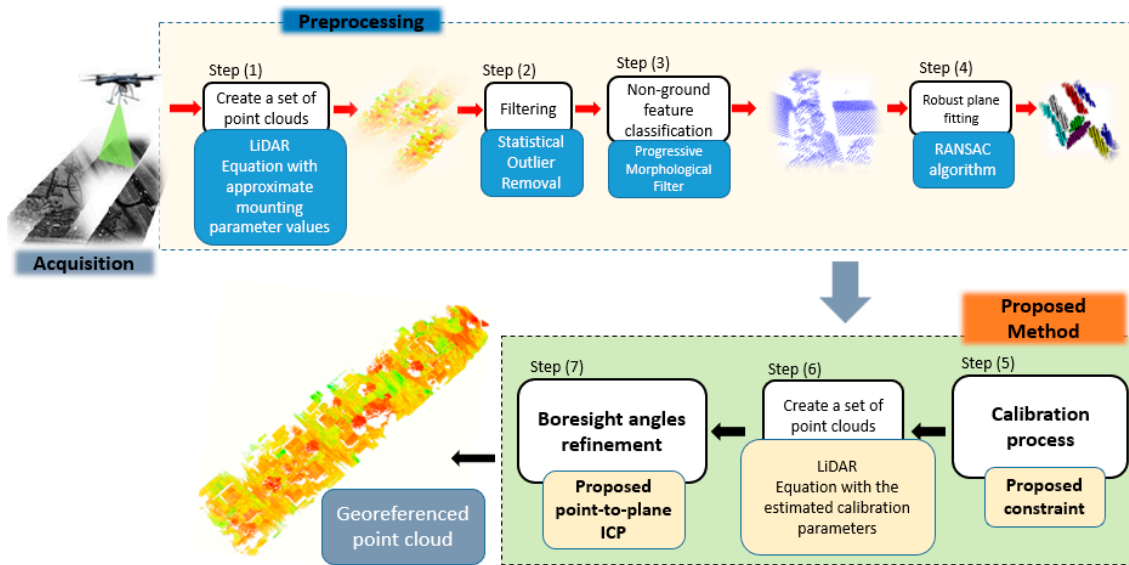 Preprocessing
Step (1)
Create a set of
point clouds
LiDAR
Equation with
approximate
mounting
parameter values
Step (2)
Filtering
Statistical
Outlier
Removal
Step (3)
Non-ground
feature
classification
Progressive
Morphological
Filter
Step (4)
Robust plane
fitting
RANSAC
algorithm
Acquisition
Proposed
Method
Step (5)
Calibration
process
Proposed
constraint
Step (6)
Create a set of
point clouds
LiDAR
Equation with the
estimated calibration
parameters
Step (7)
Boresight angles
refinement
Proposed
point-to-plane
ICP
Georeferenced
point cloud